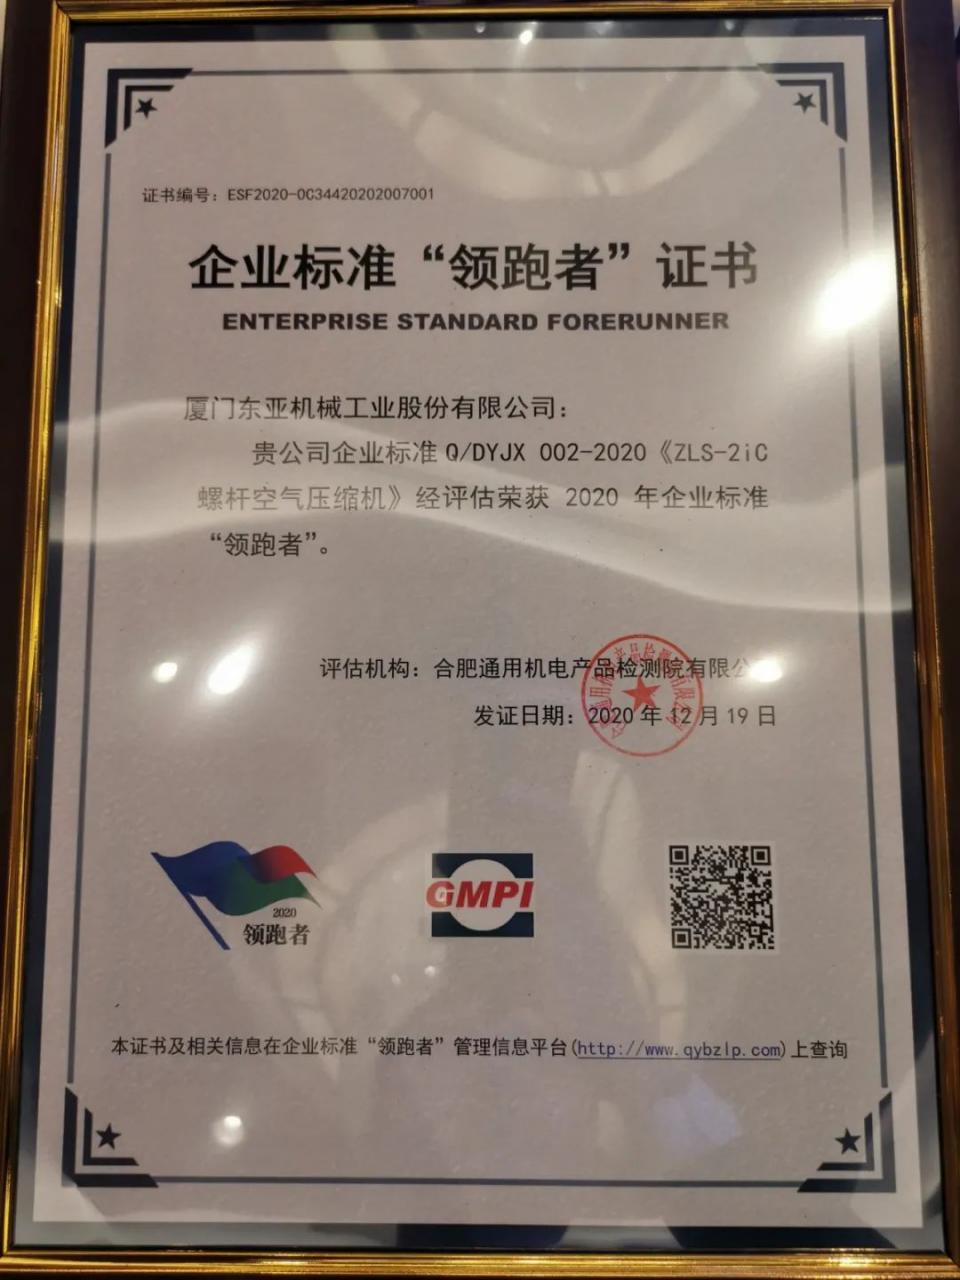 证书编号：ESF2020-0C34420202007001
企业标准“领跑者”证书
ENTERPRISE STANDARD FORERUNNER
厦门东亚机械工业股份有限公司：
贵公司企业标准 Q/DYJX 002-2020《ZLS-2iC
螺杆空气压缩机》经评估荣获 2020 年企业标准
“领跑者”。
评估机构：合肥通用机电产品检测院有限公
发证日期：2020 年 12 月 19 日
2020
领跑者
GMPI
本证书及相关信息在企业标准“领跑者”管理信息平台(http://www.qybzlp.com)上查询